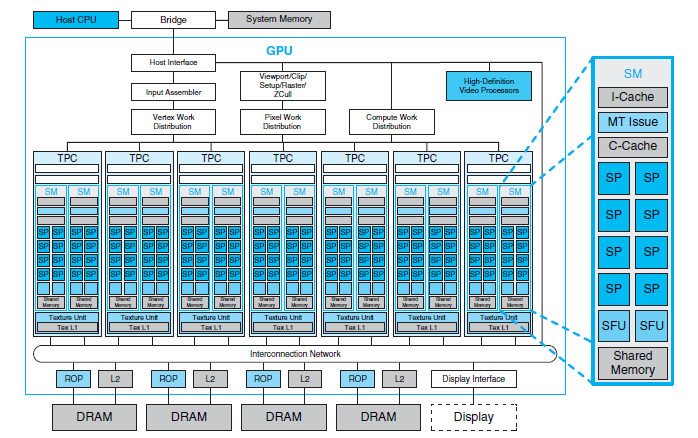 Host CPU
Bridge
System Memory
GPU
Host Interface
Input Assembler
Vertex Work
Distribution
Viewport/Clip/
Setup/Raster/
ZCull
Pixel Work
Distribution
Compute Work
Distribution
High-Definition
Video Processors
TPC TPC TPC TPC TPC TPC TPC
SM SM SM SM SM SM SM SM SM SM SM SM SM SM
SP SP SP SP SP SP SP SP SP SP SP SP SP SP SP SP SP SP SP SP SP SP SP SP SP SP SP SP
SP SP SP SP SP SP SP SP SP SP SP SP SP SP SP SP SP SP SP SP SP SP SP SP SP SP SP SP
SP SP SP SP SP SP SP SP SP SP SP SP SP SP SP SP SP SP SP SP SP SP SP SP SP SP SP SP
SP SP SP SP SP SP SP SP SP SP SP SP SP SP SP SP SP SP SP SP SP SP SP SP SP SP SP SP
Shared Shared Shared Shared Shared Shared Shared Shared Shared Shared Shared Shared Shared Shared
Memory Memory Memory Memory Memory Memory Memory Memory Memory Memory Memory Memory Memory Memory
Texture Unit Texture Unit Texture Unit Texture Unit Texture Unit Texture Unit Texture Unit
Tex L1 Tex L1 Tex L1 Tex L1 Tex L1 Tex L1 Tex L1
Interconnection Network
ROP L2 ROP L2 ROP L2 ROP L2 Display Interface
DRAM DRAM DRAM DRAM Display
SM
I-Cache
MT Issue
C-Cache
SP SP
SP SP
SP SP
SP SP
SFU SFU
Shared
Memory